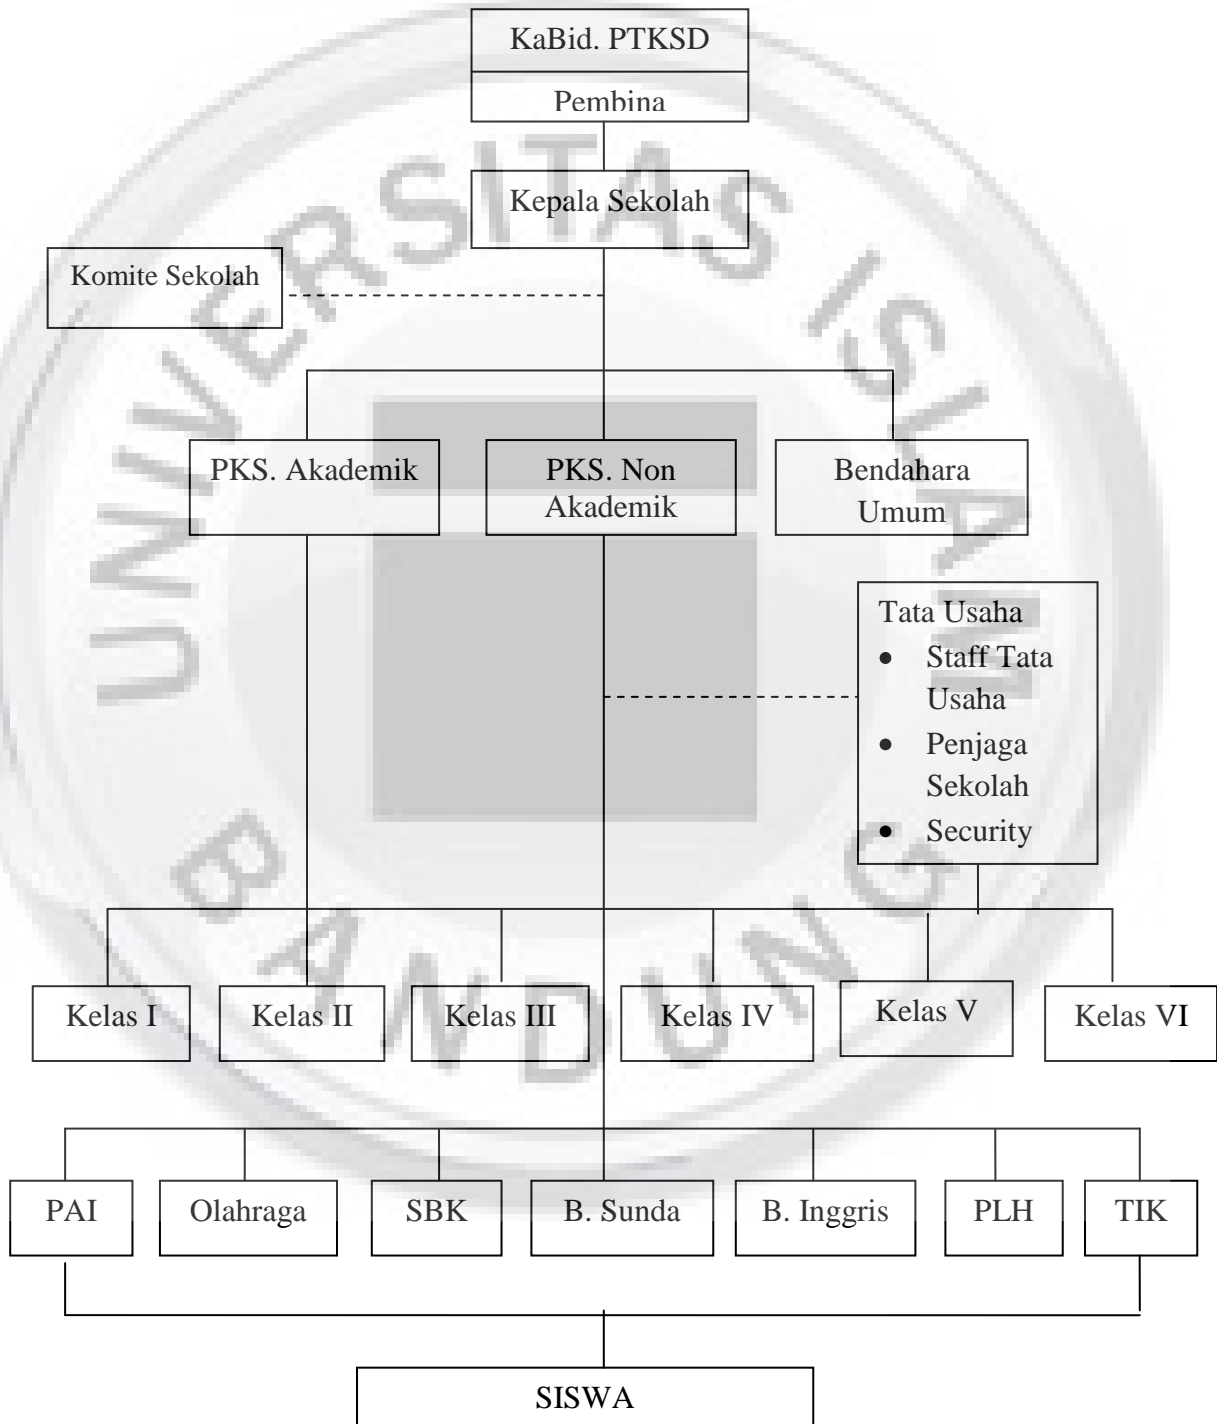 KaBid. PTKSD
Pembina
Kepala Sekolah
Komite Sekolah
PKS. Akademik
PKS. Non
Akademik
Bendahara
Umum
Tata Usaha
• Staff Tata
Usaha
• Penjaga
Sekolah
• Security
Kelas I
Kelas II
Kelas III
Kelas IV
Kelas V
Kelas VI
PAI
Olahraga
SBK
B. Sunda
B. Inggris
PLH
TIK
SISWA
UNIVERSITAS ISLAM
BANDUNG